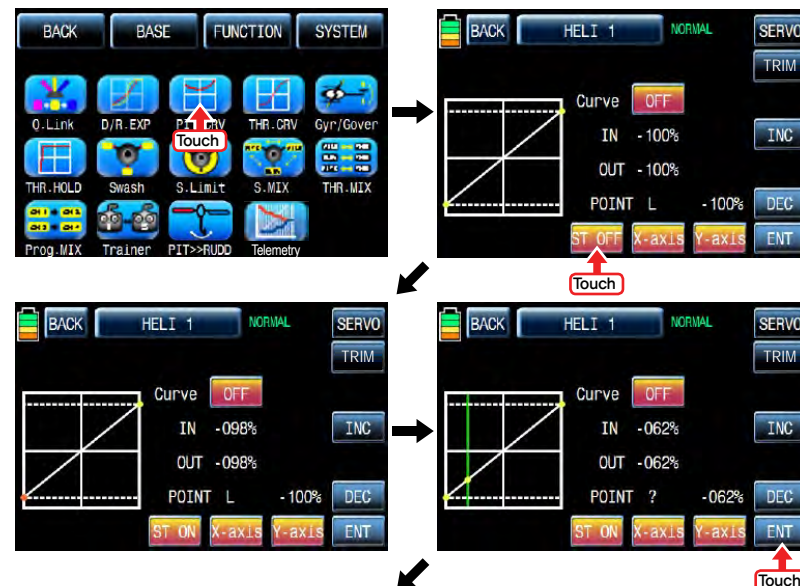 BACK BASE FUNCTION SYSTEM
Q.Link D/R.EXP PIT.CRV THR.CRV Gyr/Gover
Touch
THR.HOLD Swash S.Limit S.MIX THR.MIX
Prog.MIX Trainer PIT>>RUDD Telemetry
BACK HELI 1 NORMAL SERVO
TRIM
Curve OFF
IN -100% INC
OUT -100%
POINT L -100% DEC
ST OFF X-axis Y-axis ENT
Touch
BACK HELI 1 NORMAL SERVO
TRIM
Curve OFF
IN -098% INC
OUT -098%
POINT L -100% DEC
ST ON X-axis Y-axis ENT
BACK HELI 1 NORMAL SERVO
TRIM
Curve OFF
IN -062% INC
OUT -062%
POINT ? -062% DEC
ST ON X-axis Y-axis ENT
Touch